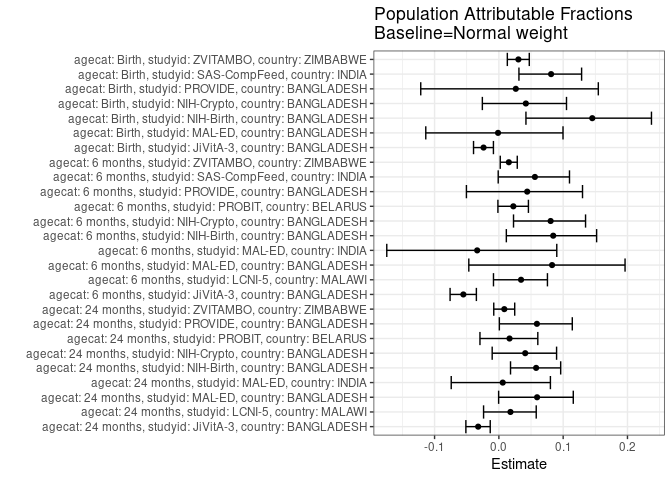 Population Attributable Fractions
Baseline=Normal weight
agecat: Birth, studyid: ZVITAMBO, country: ZIMBABWE
agecat: Birth, studyid: SAS-CompFeed, country: INDIA
agecat: Birth, studyid: PROVIDE, country: BANGLADESH
agecat: Birth, studyid: NIH-Crypto, country: BANGLADESH
agecat: Birth, studyid: NIH-Birth, country: BANGLADESH
agecat: Birth, studyid: MAL-ED, country: BANGLADESH
agecat: Birth, studyid: JiVitA-3, country: BANGLADESH
agecat: 6 months, studyid: ZVITAMBO, country: ZIMBABWE
agecat: 6 months, studyid: SAS-CompFeed, country: INDIA
agecat: 6 months, studyid: PROVIDE, country: BANGLADESH
agecat: 6 months, studyid: PROBIT, country: BELARUS
agecat: 6 months, studyid: NIH-Crypto, country: BANGLADESH
agecat: 6 months, studyid: NIH-Birth, country: BANGLADESH
agecat: 6 months, studyid: MAL-ED, country: INDIA
agecat: 6 months, studyid: MAL-ED, country: BANGLADESH
agecat: 6 months, studyid: LCNI-5, country: MALAWI
agecat: 6 months, studyid: JiVitA-3, country: BANGLADESH
agecat: 24 months, studyid: ZVITAMBO, country: ZIMBABWE
agecat: 24 months, studyid: PROVIDE, country: BANGLADESH
agecat: 24 months, studyid: PROBIT, country: BELARUS
agecat: 24 months, studyid: NIH-Crypto, country: BANGLADESH
agecat: 24 months, studyid: NIH-Birth, country: BANGLADESH
agecat: 24 months, studyid: MAL-ED, country: INDIA
agecat: 24 months, studyid: MAL-ED, country: BANGLADESH
agecat: 24 months, studyid: LCNI-5, country: MALAWI
agecat: 24 months, studyid: JiVitA-3, country: BANGLADESH
-0.1 0.0 0.1 0.2
Estimate